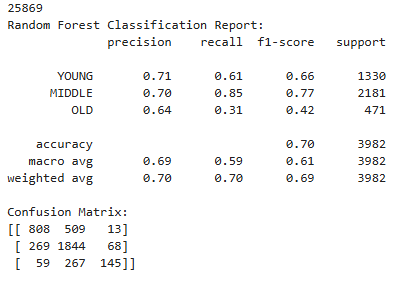 25869
Random Forest Classification Report:
              precision    recall  f1-score   support

       YOUNG       0.71      0.61      0.66      1330
      MIDDLE       0.70      0.85      0.77      2181
         OLD       0.64      0.31      0.42       471

    accuracy                           0.70      3982
   macro avg       0.69      0.59      0.61      3982
weighted avg       0.70      0.70      0.69      3982

Confusion Matrix:
[[ 808  509   13]
 [ 269 1844   68]
 [  59  267  145]]